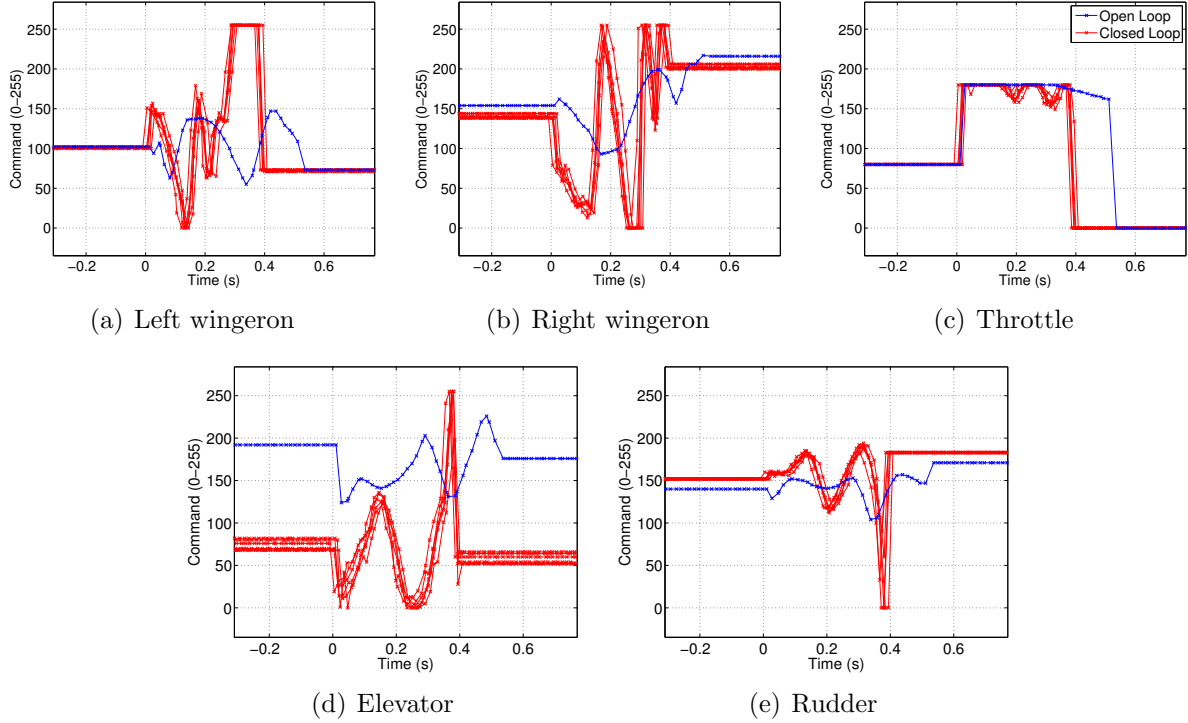 250
200
150
100
50
0
Command (0−255)
−0.2 0 0.2 0.4 0.6
Time (s)
(a) Left wingeron
250
200
150
100
50
0
Command (0−255)
−0.2 0 0.2 0.4 0.6
Time (s)
(b) Right wingeron
Open Loop
Closed Loop
250
200
150
100
50
0
Command (0−255)
−0.2 0 0.2 0.4 0.6
Time (s)
(c) Throttle
250
200
150
100
50
0
Command (0−255)
−0.2 0 0.2 0.4 0.6
Time (s)
(d) Elevator
250
200
150
100
50
0
Command (0−255)
−0.2 0 0.2 0.4 0.6
Time (s)
(e) Rudder